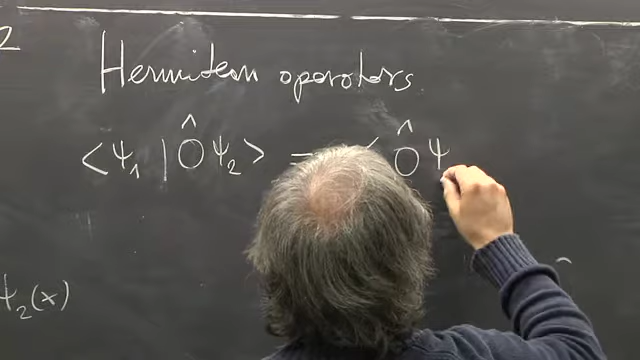 2
Hermitean operators.
<ψ₁ | Ô ψ₂> = < Ô ψ
ψ₂(x)